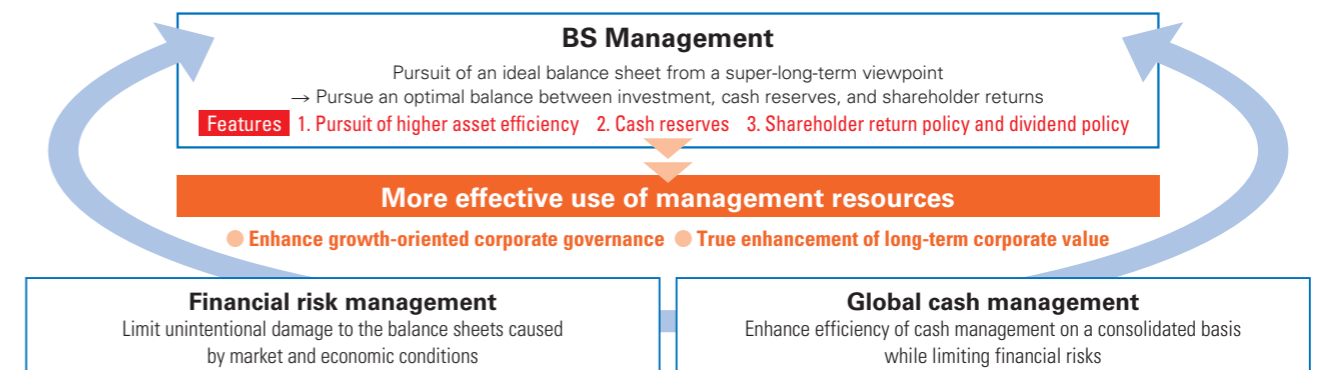 BS Management
Pursuit of an ideal balance sheet from a super-long-term viewpoint
→ Pursue an optimal balance between investment, cash reserves, and shareholder returns
Features 1. Pursuit of higher asset efficiency 2. Cash reserves 3. Shareholder return policy and dividend policy
More effective use of management resources
● Enhance growth-oriented corporate governance ● True enhancement of long-term corporate value
Financial risk management
Limit unintentional damage to the balance sheets caused
by market and economic conditions
Global cash management
Enhance efficiency of cash management on a consolidated basis
while limiting financial risks